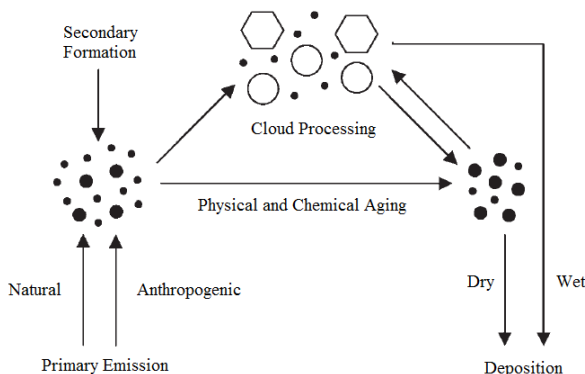 Secondary
Formation
Cloud Processing
Physical and Chemical Aging
Natural
Anthropogenic
Dry
Wet
Primary Emission
Deposition